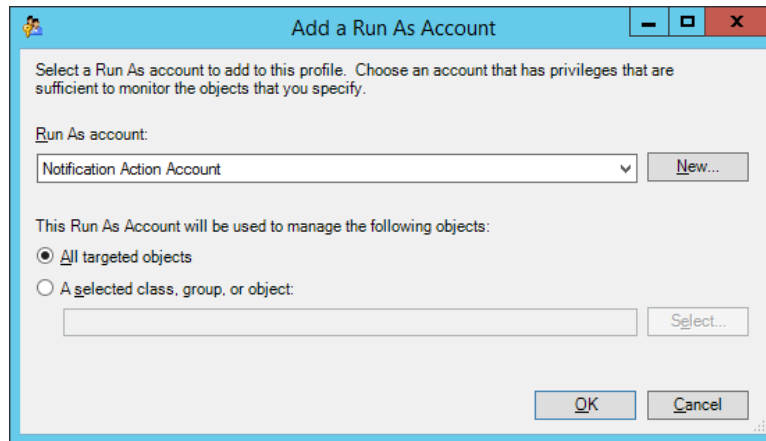 Add a Run As Account
Select a Run As account to add to this profile. Choose an account that has privileges that are
sufficient to monitor the objects that you specify.
Run As account:
Notification Action Account
New...
This Run As Account will be used to manage the following objects:
All targeted objects
A selected class, group, or object:
Select...
OK
Cancel